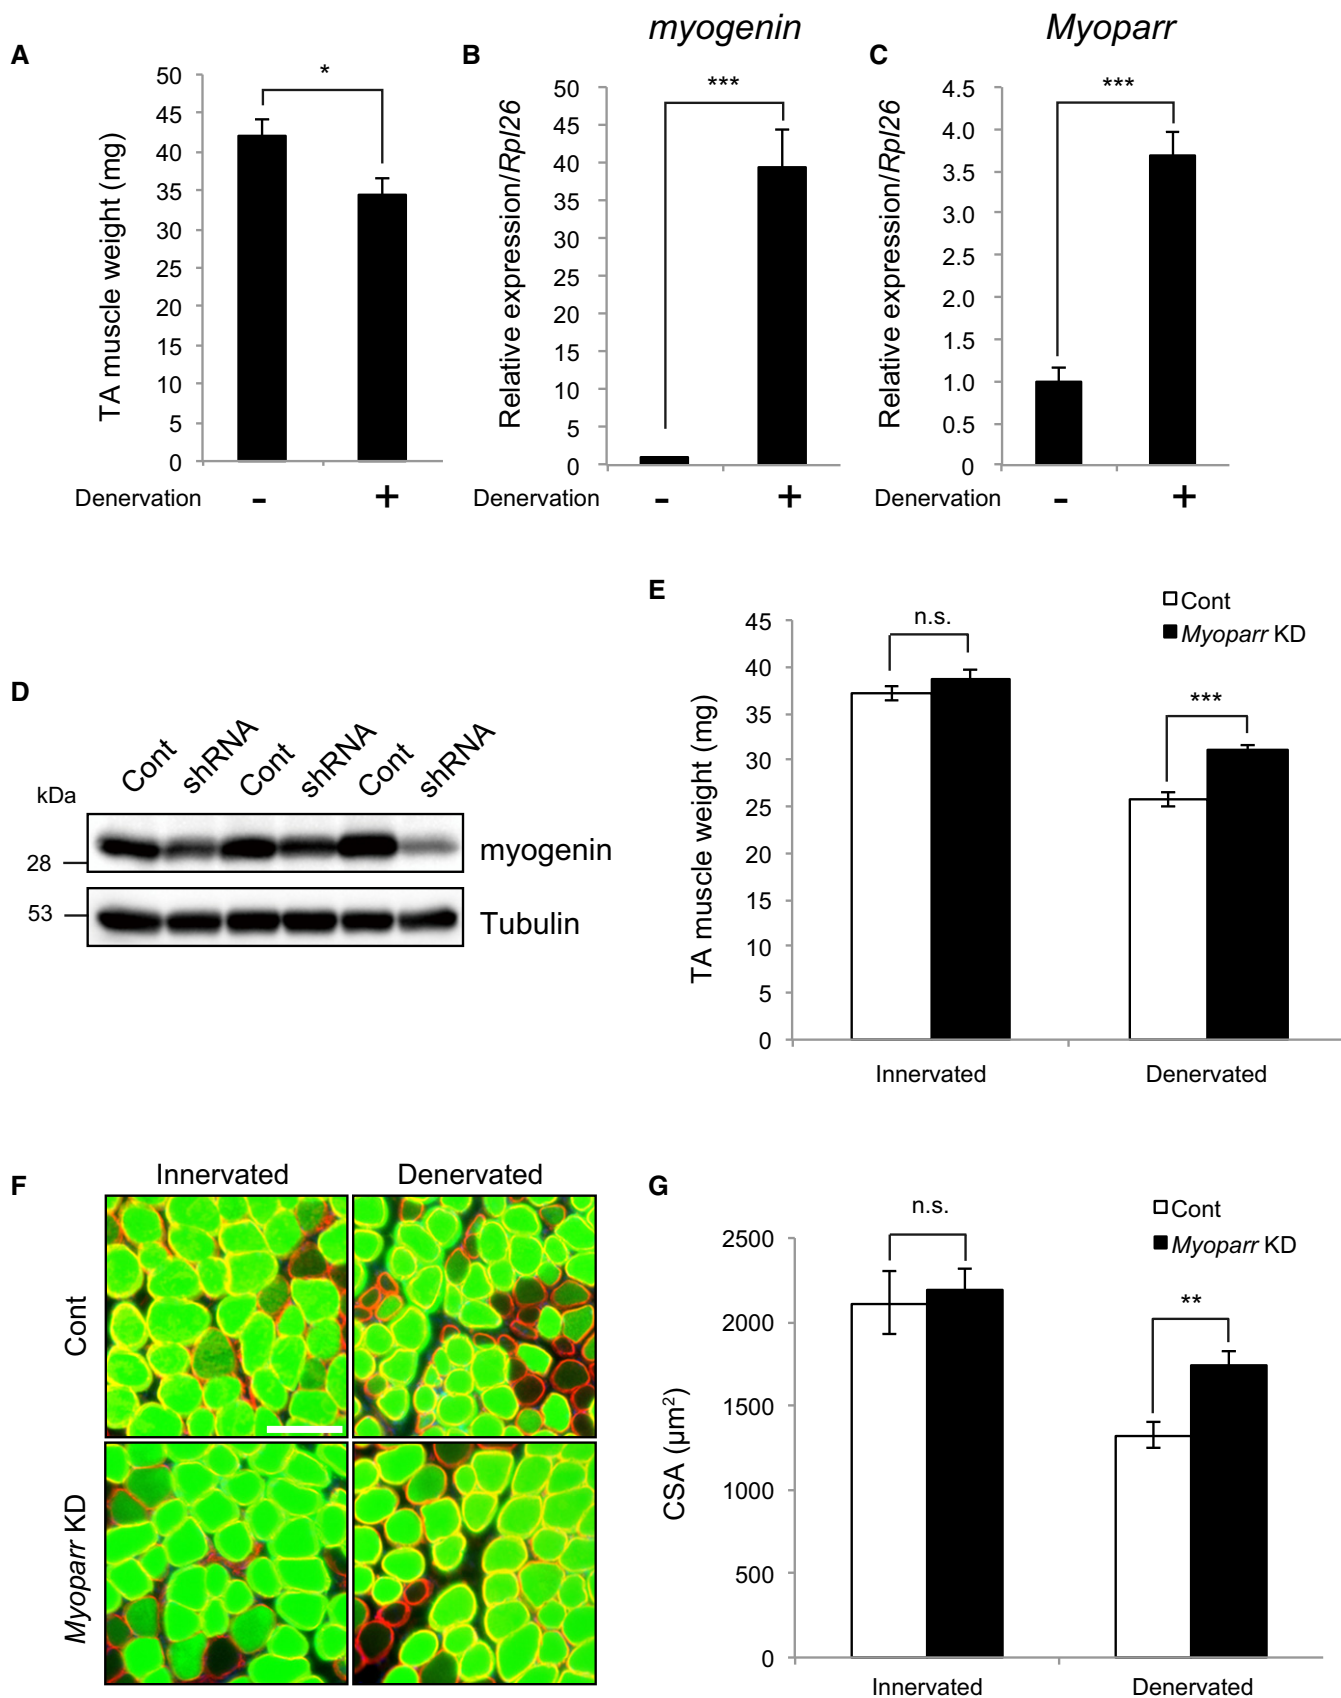 A
TA muscle weight (mg)
50
45
40
35
30
25
20
15
10
5
0
*
Denervation - +
B
myogenin
Relative expression/Rpl26
50
45
40
35
30
25
20
15
10
5
0
***
Denervation - +
C
Myoparr
Relative expression/Rpl26
4.5
4.0
3.5
3.0
2.5
2.0
1.5
1.0
0.5
0
***
Denervation - +
D
Cont shRNA Cont shRNA Cont shRNA
kDa
28
myogenin
53
Tubulin
E
Cont
Myoparr KD
TA muscle weight (mg)
45
40
35
30
25
20
15
10
5
0
n.s.
***
Innervated Denervated
F
Innervated Denervated
Cont
Myoparr KD
G
Cont
Myoparr KD
CSA (µm²)
2500
2000
1500
1000
500
0
n.s.
**
Innervated Denervated